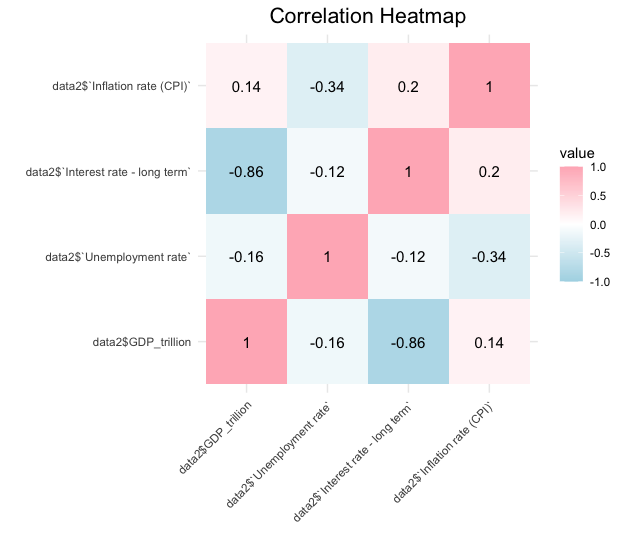 Correlation Heatmap
data2$`Inflation rate (CPI)`
0.14
-0.34
0.2
1
data2$`Interest rate - long term`
-0.86
-0.12
1
0.2
data2$`Unemployment rate`
-0.16
1
-0.12
-0.34
data2$GDP_trillion
1
-0.16
-0.86
0.14
value
1.0
0.5
0.0
-0.5
-1.0
data2$GDP_trillion
data2$`Unemployment rate`
data2$`Interest rate - long term`
data2$`Inflation rate (CPI)`